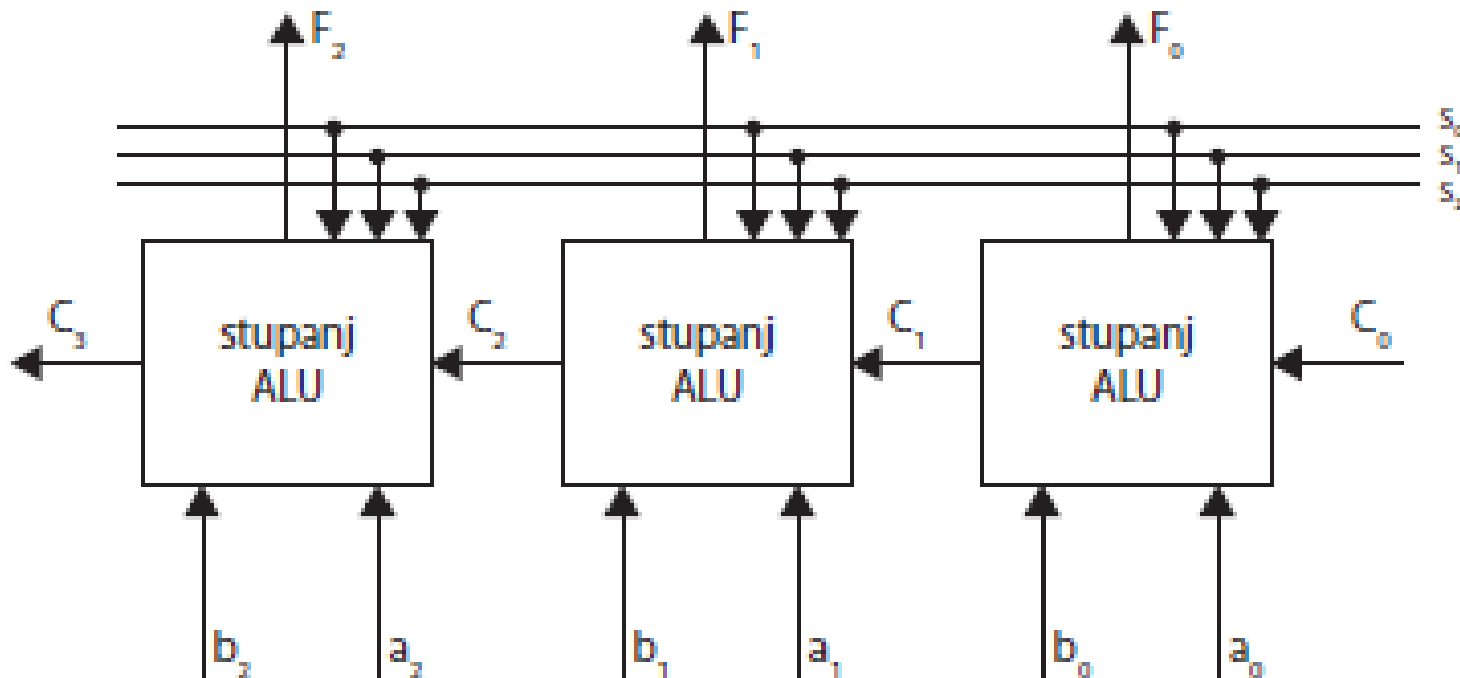 F₂ F₁ F₀
s₀
s₁
s₂
C₃ stupanj ALU C₂ stupanj ALU C₁ stupanj ALU C₀
b₂ a₂ b₁ a₁ b₀ a₀